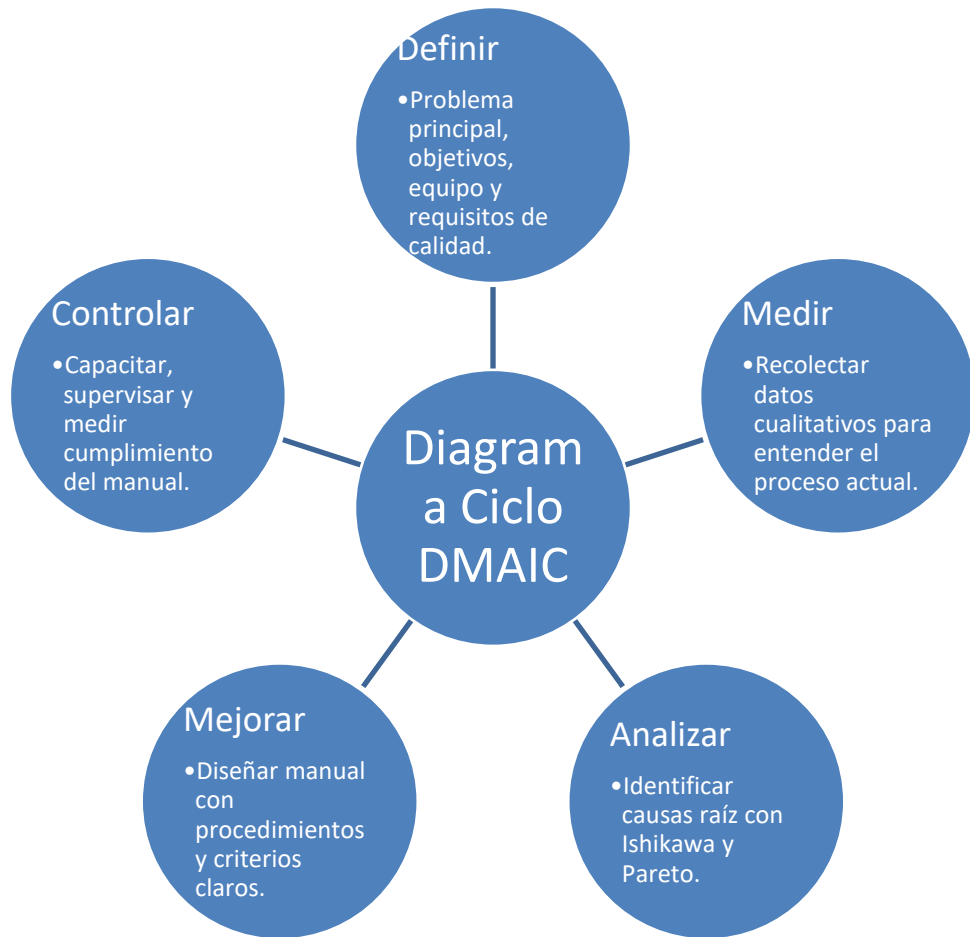 Definir
•Problema
principal,
objetivos,
equipo y
requisitos de
calidad.
Medir
•Recolectar
datos
cualitativos para
entender el
proceso actual.
Analizar
•Identificar
causas raíz con
Ishikawa y
Pareto.
Mejorar
•Diseñar manual
con
procedimientos
y criterios
claros.
Controlar
•Capacitar,
supervisar y
medir
cumplimiento
del manual.
Diagram
a Ciclo
DMAIC